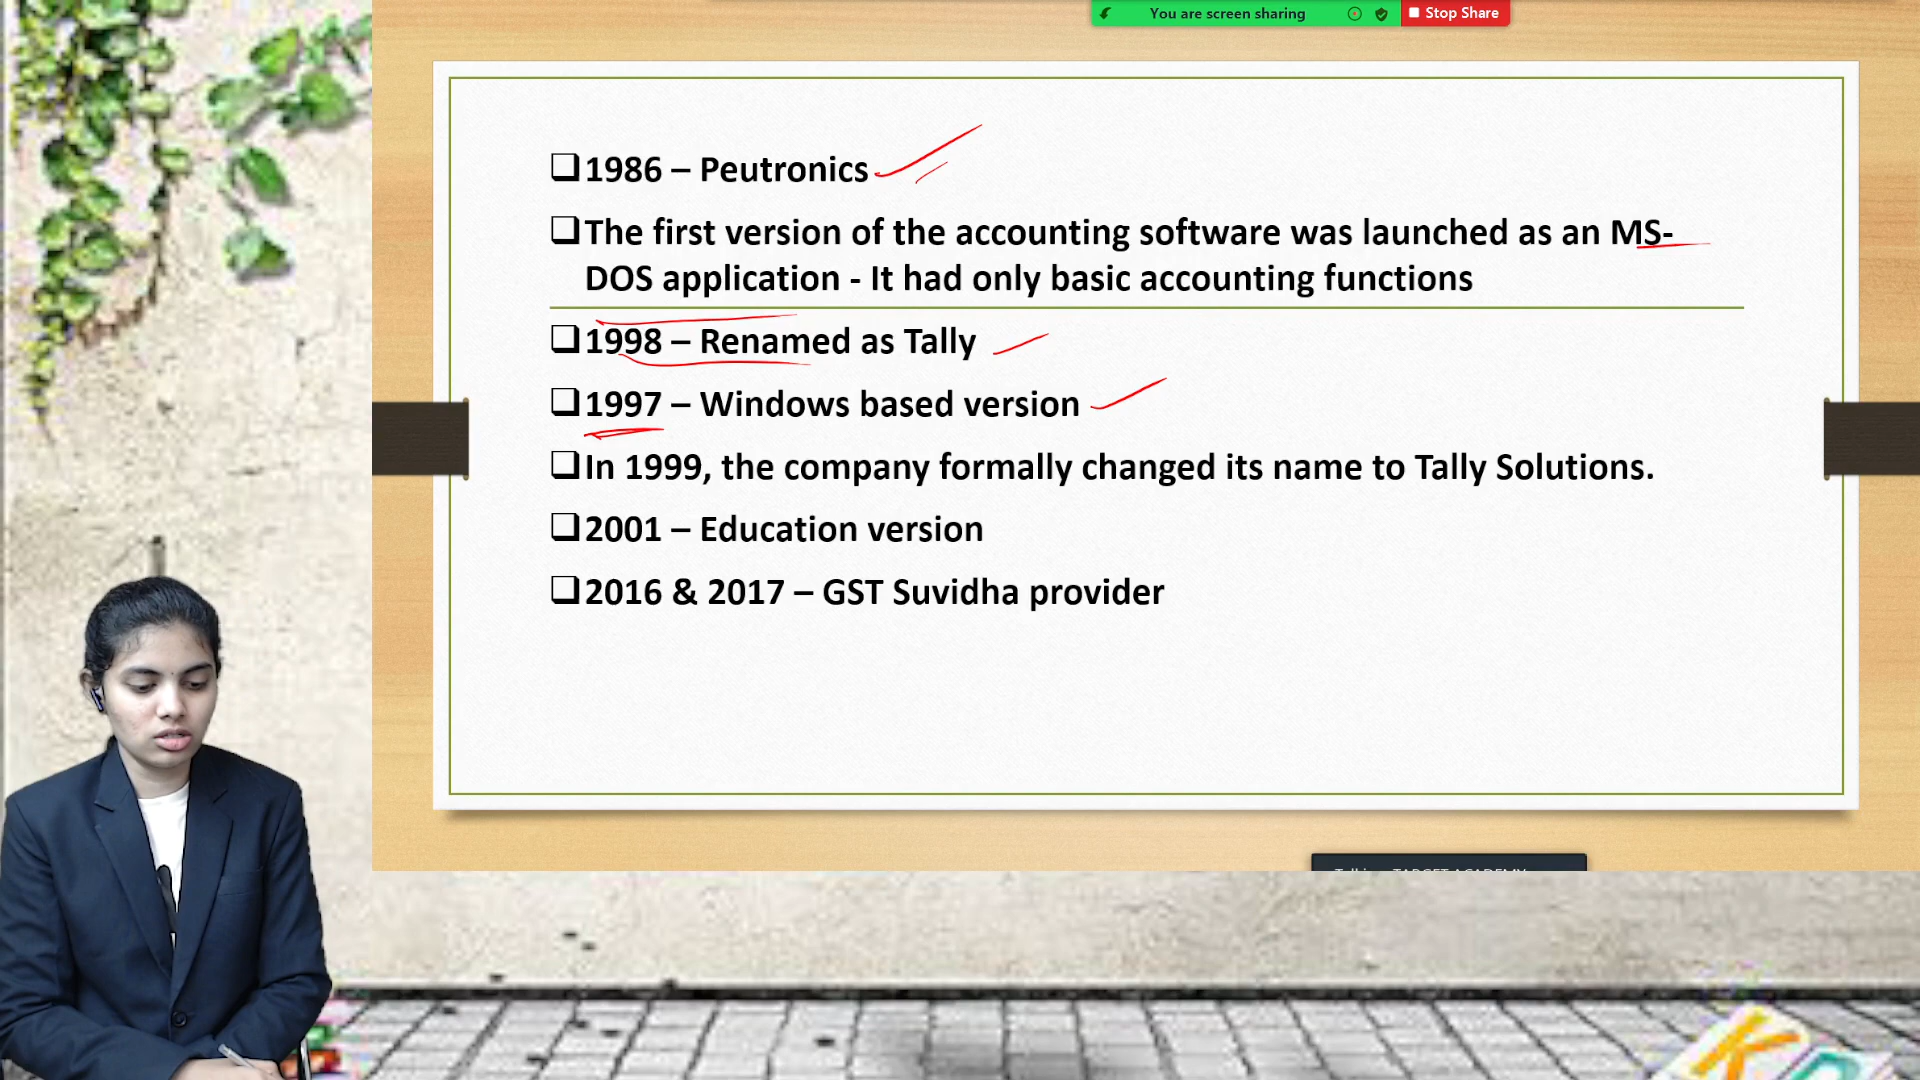 You are screen sharing
Stop Share
❑1986 – Peutronics
❑The first version of the accounting software was launched as an MS-
DOS application - It had only basic accounting functions
❑1998 – Renamed as Tally
❑1997 – Windows based version
❑In 1999, the company formally changed its name to Tally Solutions.
❑2001 – Education version
❑2016 & 2017 – GST Suvidha provider
TARGET ACADEMY